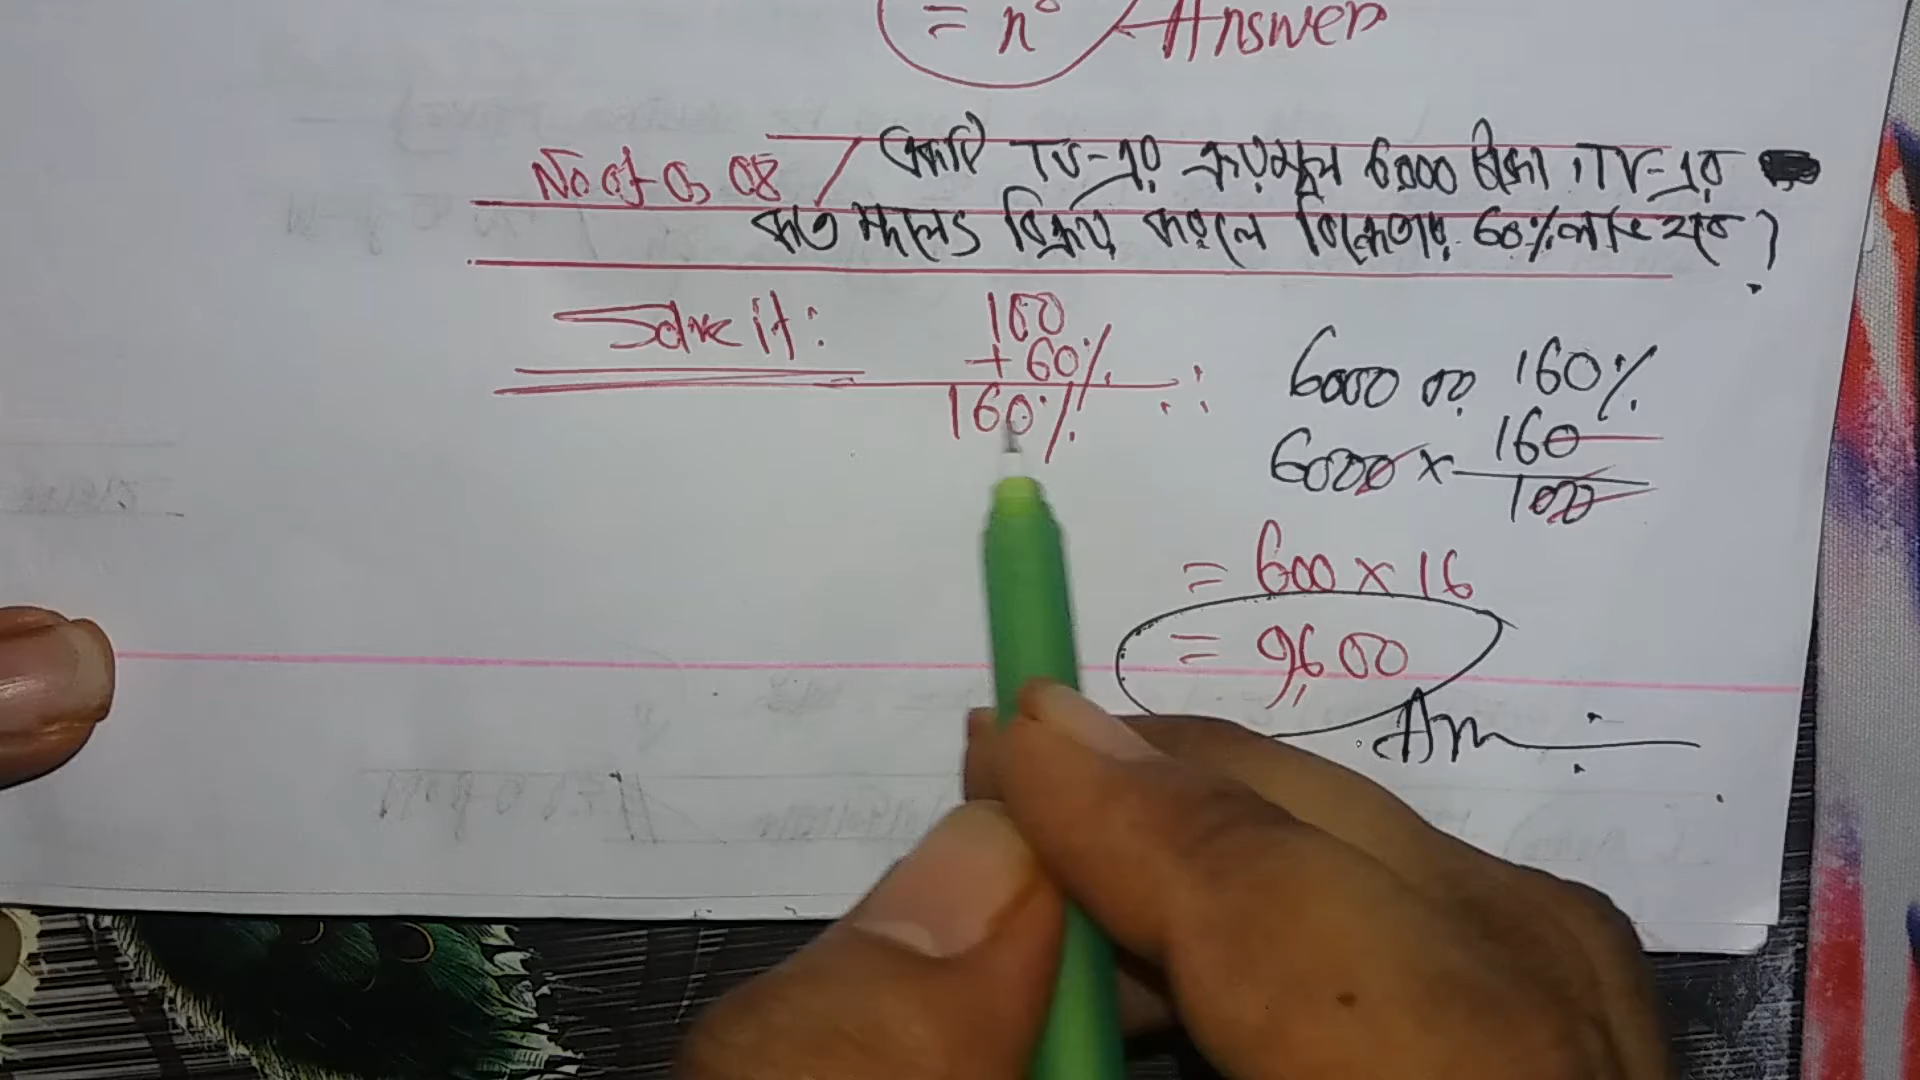 = n
Answer
No of Q 08 / একটি TV-এর ক্রয়মূল্য 6000 টাকা। TV-এর
কত মূল্যে বিক্রয় করলে বিক্রেতার 60% লাভ হবে?
Solve it:
100
+ 60%
160%
∴ 6000 এর 160%
6000 × 160/100
= 600 × 16
= 9600